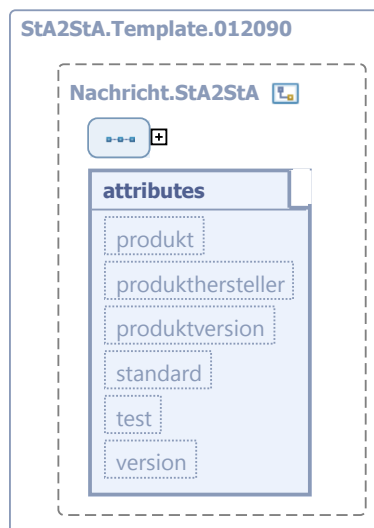 StA2StA.Template.012090
Nachricht.StA2StA
attributes
produkt
produkthersteller
produktversion
standard
test
version